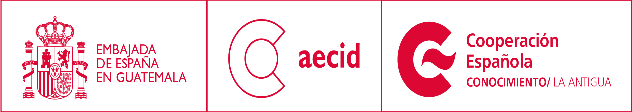 EMBAJADA
DE ESPAÑA
EN GUATEMALA
aecid
Cooperación
Española
CONOCIMIENTO/ LA ANTIGUA